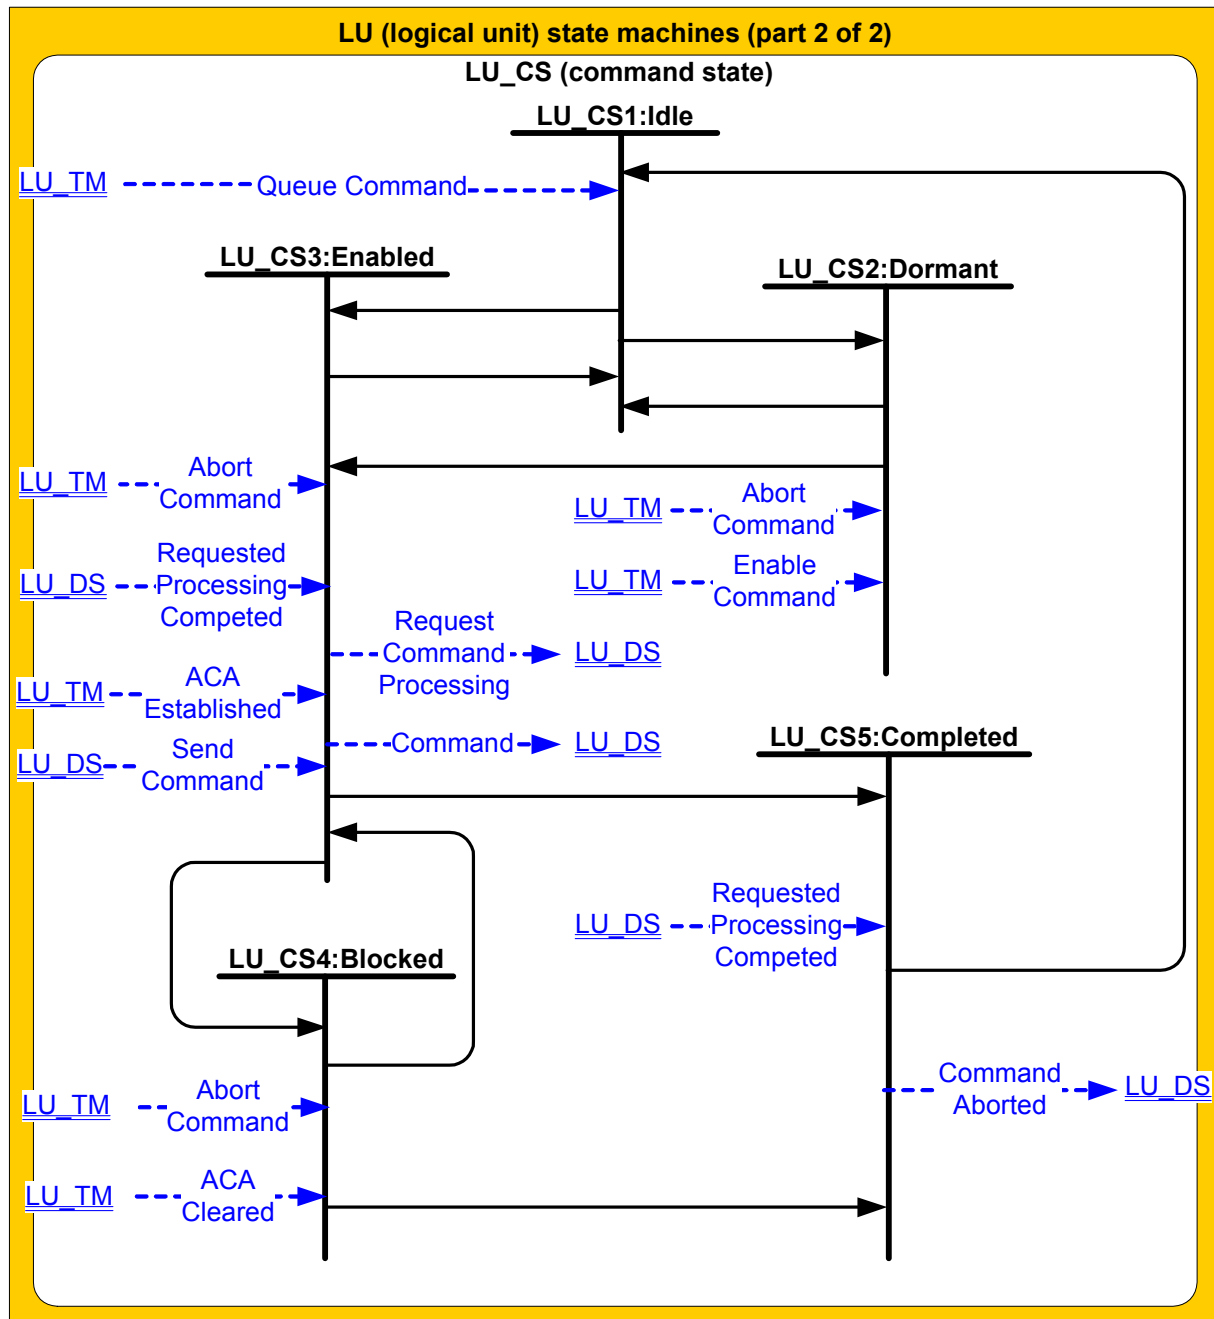 LU (logical unit) state machines (part 2 of 2)
LU_CS (command state)
LU_CS1:Idle
LU_TM
Queue Command
LU_CS3:Enabled
LU_CS2:Dormant
LU_TM
Abort
Command
LU_TM
Abort
Command
LU_DS
Requested
Processing
Competed
LU_TM
Enable
Command
Request
Command
Processing
LU_DS
LU_TM
ACA
Established
Command
LU_DS
LU_CS5:Completed
LU_DS
Send
Command
LU_DS
Requested
Processing
Competed
LU_CS4:Blocked
LU_TM
Abort
Command
Command
Aborted
LU_DS
LU_TM
ACA
Cleared